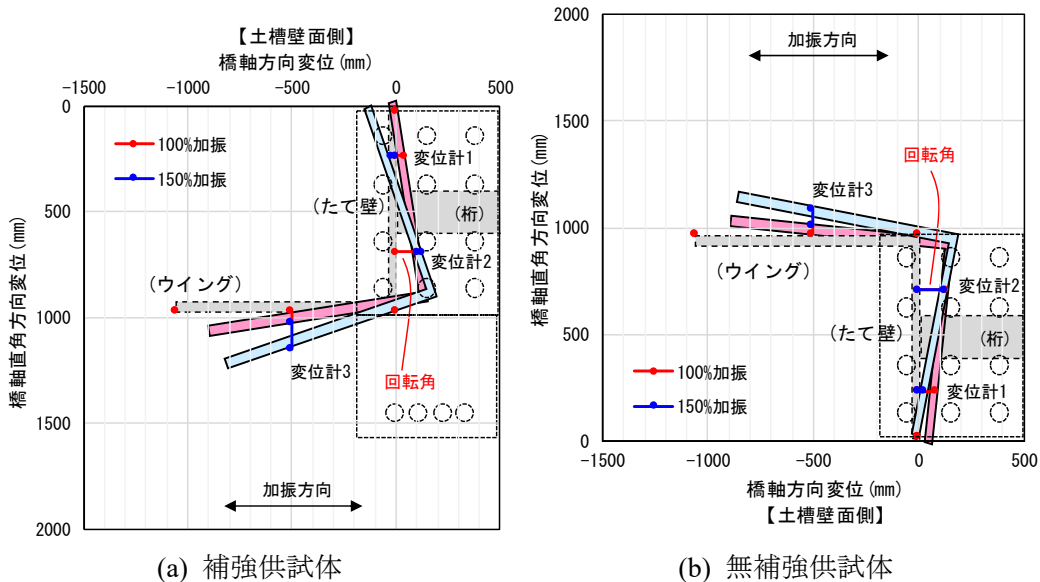 【土槽壁面側】
橋軸方向変位(mm)
-1500 -1000 -500 0 500
0
500
1000
1500
2000
橋軸直角方向変位(mm)
100%加振
150%加振
変位計1
(たて壁)
(桁)
変位計2
(ウイング)
変位計3
回転角
加振方向
(a) 補強供試体
2000
1500
1000
500
0
橋軸直角方向変位(mm)
加振方向
回転角
変位計3
(ウイング)
変位計2
(たて壁)
(桁)
100%加振
150%加振
変位計1
-1500 -1000 -500 0 500
橋軸方向変位(mm)
【土槽壁面側】
(b) 無補強供試体